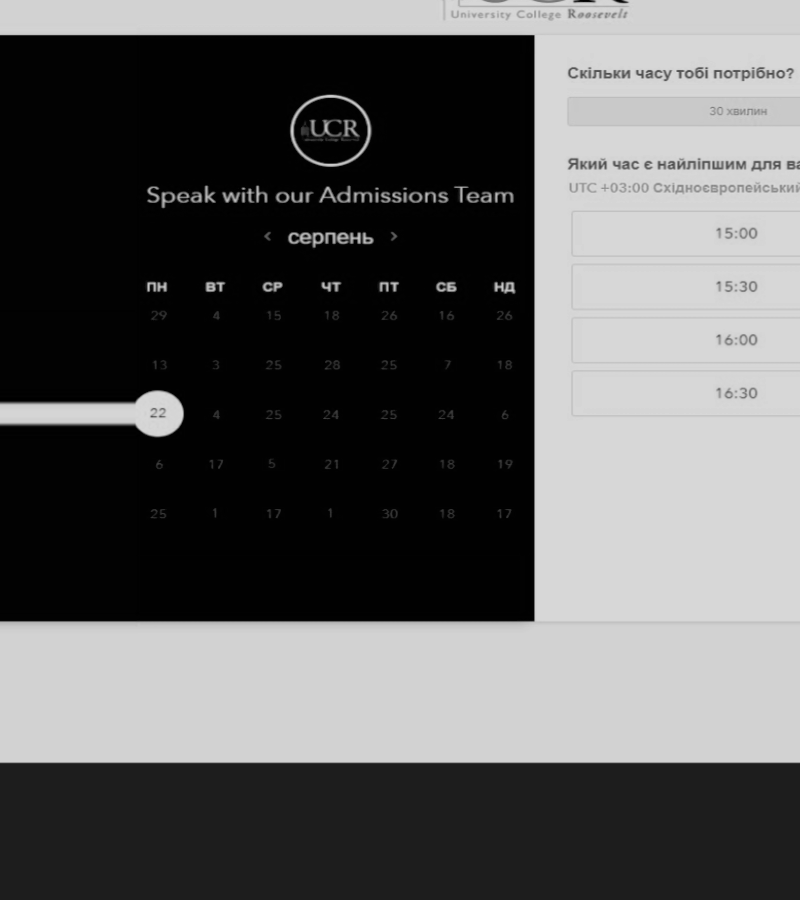 UCR
University College Roosevelt
UCR
Speak with our Admissions Team
< серпень >
ПН ВТ СР ЧТ ПТ СБ НД
29 4 15 18 26 16 26
13 3 25 28 25 7 18
22 4 25 24 25 24 6
6 17 5 21 27 18 19
25 1 17 1 30 18 17
Скільки часу тобі потрібно?
30 хвилин
Який час є найліпшим для
UTC +03:00 Східноєвропейський
15:00
15:30
16:00
16:30